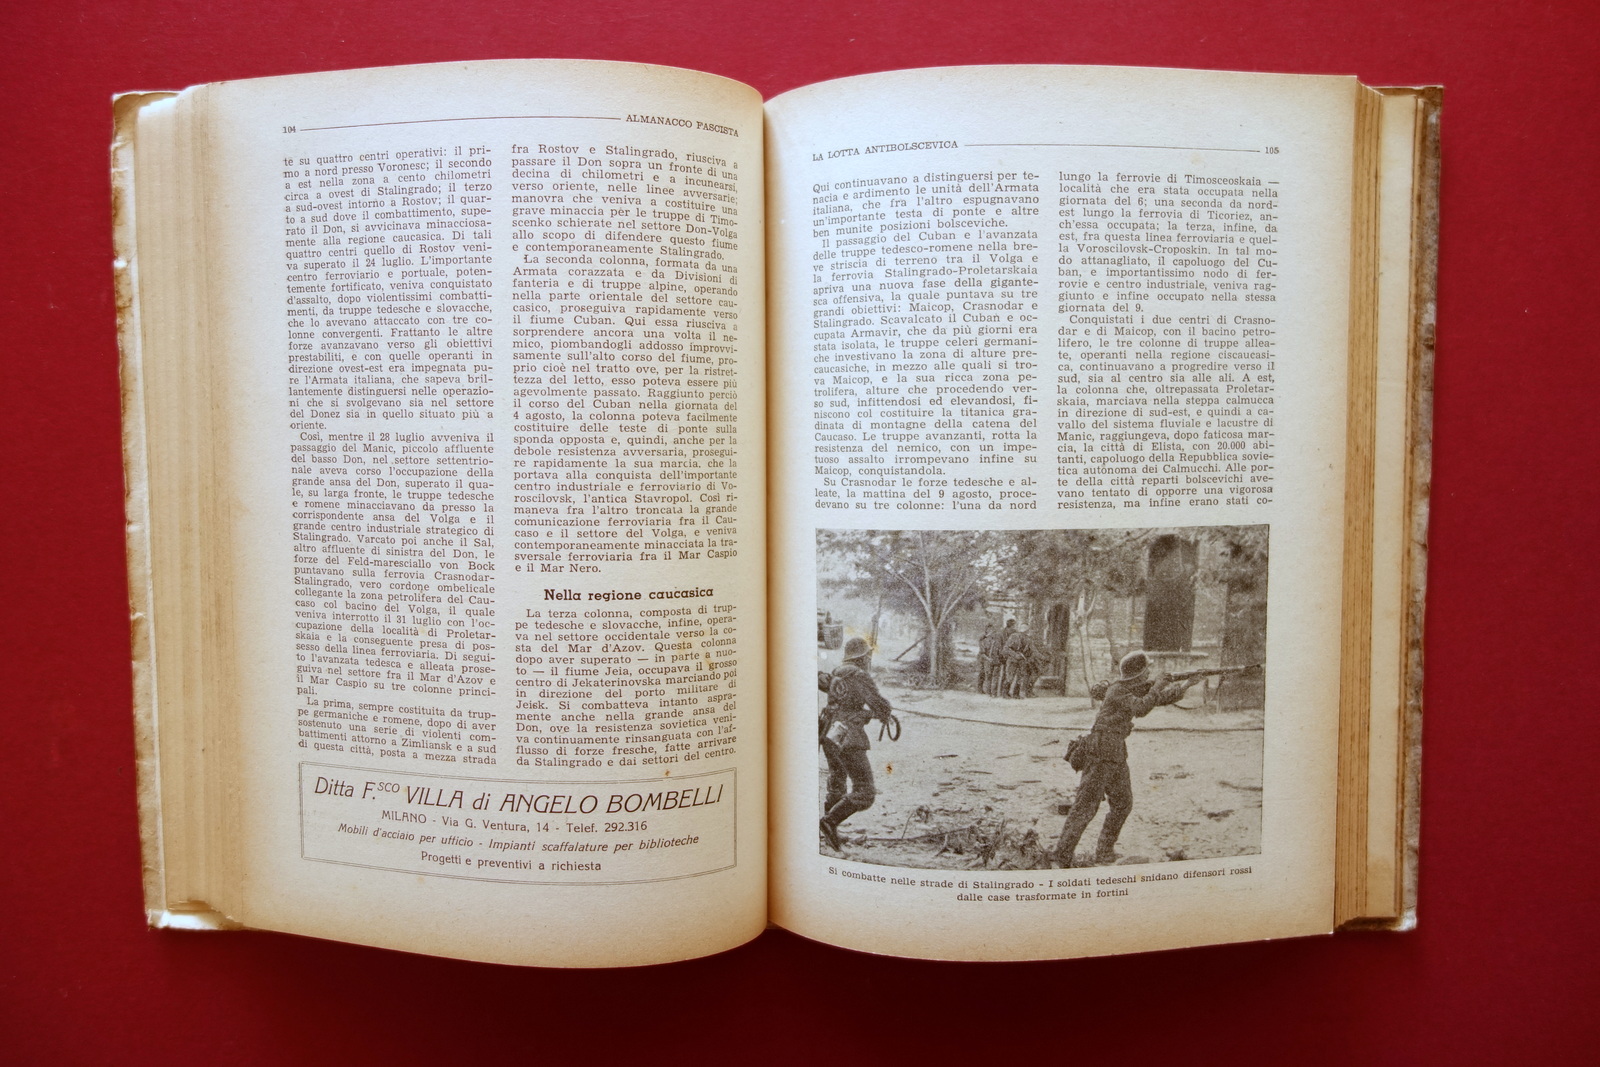 104
ALMANACCO FASCISTA
te su quattro centri operativi: il pri-
mo a nord presso Voronesc; il secondo
a est nella zona a cento chilometri
circa a ovest di Stalingrado; il terzo
a sud-ovest intorno a Rostov; il quar-
to a sud dove il combattimento, supe-
rato il Don, si avvicinava minacciosa-
mente alla regione caucasica. Di tali
quattro centri quello di Rostov veni-
va superato il 24 luglio. L'importante
centro ferroviario e portuale, poten-
temente fortificato, veniva conquistato
d'assalto, dopo violentissimi combatti-
menti, da truppe tedesche e slovacche,
che lo avevano attaccato con tre co-
lonne convergenti. Frattanto le altre
forze avanzavano verso gli obiettivi
prestabiliti, e con quelle operanti in
direzione ovest-est era impegnata pu-
re l'Armata italiana, che sapeva bril-
lantemente distinguersi nelle operazio-
ni che si svolgevano sia nel settore
del Donez sia in quello situato più a
oriente.
Così, mentre il 28 luglio avveniva il
passaggio del Manic, piccolo affluente
del basso Don, nel settore settentrio-
nale aveva corso l'occupazione della
grande ansa del Don, superato il qua-
le, su larga fronte, le truppe tedesche
e romene minacciavano da presso la
corrispondente ansa del Volga e il
grande centro industriale strategico di
Stalingrado. Varcato poi anche il Sal,
altro affluente di sinistra del Don, le
forze del Feld-maresciallo von Bock
puntavano sulla ferrovia Crasnodar-
Stalingrado, vero cordone ombelicale
collegante la zona petrolifera del Cau-
caso col bacino del Volga, il quale
veniva interrotto il 31 luglio con l'oc-
cupazione della località di Proletar-
skaia e la conseguente presa di pos-
sesso della linea ferroviaria. Di segui-
to l'avanzata tedesca e alleata prose-
guiva nel settore fra il Mar d'Azov e
il Mar Caspio su tre colonne princi-
pali.
La prima, sempre costituita da trup-
pe germaniche e romene, dopo di aver
sostenuto una serie di violenti com-
battimenti attorno a Zimliansk e a sud
di questa città, posta a mezza strada
fra Rostov e Stalingrado, riusciva a
passare il Don sopra un fronte di una
decina di chilometri e a incunearsi,
verso oriente, nelle linee avversarie;
manovra che veniva a costituire una
grave minaccia per le truppe di Timo-
scenko schierate nel settore Don-Volga
allo scopo di difendere questo fiume
e contemporaneamente Stalingrado.
La seconda colonna, formata da una
Armata corazzata e da Divisioni di
fanteria e di truppe alpine, operando
nella parte orientale del settore cau-
casico, proseguiva rapidamente verso
il fiume Cuban. Qui essa riusciva a
sorprendere ancora una volta il ne-
mico, piombandogli addosso improvvi-
samente sull'alto corso del fiume, pro-
prio cioè nel tratto ove, per la ristret-
tezza del letto, esso poteva essere più
agevolmente passato. Raggiunto perciò
il corso del Cuban nella giornata del
4 agosto, la colonna poteva facilmente
costituire delle teste di ponte sulla
sponda opposta e, quindi, anche per la
debole resistenza avversaria, prosegui-
re rapidamente la sua marcia, che la
portava alla conquista dell'importante
centro industriale e ferroviario di Vo-
roscilovsk, l'antica Stavropol. Così ri-
maneva fra l'altro troncata la grande
comunicazione ferroviaria fra il Cau-
caso e il settore del Volga, e veniva
contemporaneamente minacciata la tra-
sversale ferroviaria fra il Mar Caspio
e il Mar Nero.
Nella regione caucasica
La terza colonna, composta di trup-
pe tedesche e slovacche, infine, opera-
va nel settore occidentale verso la co-
sta del Mar d'Azov. Questa colonna
dopo aver superato — in parte a nuo-
to — il fiume Jeia, occupava il grosso
centro di Jekaterinovska marciando poi
in direzione del porto militare di
Jeisk. Si combatteva intanto aspra-
mente anche nella grande ansa del
Don, ove la resistenza sovietica veni-
va continuamente rinsanguata con l'af-
flusso di forze fresche, fatte arrivare
da Stalingrado e dai settori del centro.
Ditta F.SCO VILLA di ANGELO BOMBELLI
MILANO - Via G. Ventura, 14 - Telef. 292.316
Mobili d'acciaio per ufficio - Impianti scaffalature per biblioteche
Progetti e preventivi a richiesta
LA LOTTA ANTIBOLSCEVICA
105
Qui continuavano a distinguersi per te-
nacia e ardimento le unità dell'Armata
italiana, che fra l'altro espugnavano
un'importante testa di ponte e altre
ben munite posizioni bolsceviche.
Il passaggio del Cuban e l'avanzata
delle truppe tedesco-romene nella bre-
ve striscia di terreno tra il Volga e
la ferrovia Stalingrado-Proletarskaia
apriva una nuova fase della gigante-
sca offensiva, la quale puntava su tre
grandi obiettivi: Maicop, Crasnodar e
Stalingrado. Scavalcato il Cuban e oc-
cupata Armavir, che da più giorni era
stata isolata, le truppe celeri germani-
che investivano la zona di alture pre-
caucasiche, in mezzo alle quali si tro-
va Maicop, e la sua ricca zona pe-
trolifera, alture che procedendo ver-
so sud, infittendosi ed elevandosi, fi-
niscono col costituire la titanica gra-
dinata di montagne della catena del
Caucaso. Le truppe avanzanti, rotta la
resistenza del nemico, con un impe-
tuoso assalto irrompevano infine su
Maicop, conquistandola.
Su Crasnodar le forze tedesche e al-
leate, la mattina del 9 agosto, proce-
devano su tre colonne: l'una da nord
lungo la ferrovie di Timosceoskaia —
località che era stata occupata nella
giornata del 6; una seconda da nord-
est lungo la ferrovia di Ticoriez, an-
ch'essa occupata; la terza, infine, da
est, fra questa linea ferroviaria e quel-
la Voroscilovsk-Croposkin. In tal mo-
do attanagliato, il capoluogo del Cu-
ban, e importantissimo nodo di fer-
rovie e centro industriale, veniva rag-
giunto e infine occupato nella stessa
giornata del 9.
Conquistati i due centri di Crasno-
dar e di Maicop, con il bacino petro-
lifero, le tre colonne di truppe allea-
te, operanti nella regione ciscaucasi-
ca, continuavano a progredire verso il
sud, sia al centro sia alle ali. A est,
la colonna che, oltrepassata Proletar-
skaia, marciava nella steppa calmucca
in direzione di sud-est, e quindi a ca-
vallo del sistema fluviale e lacustre di
Manic, raggiungeva, dopo faticosa mar-
cia, la città di Elista, con 20.000 abi-
tanti, capoluogo della Repubblica sovie-
tica autonoma dei Calmucchi. Alle por-
te della città reparti bolscevichi ave-
vano tentato di opporre una vigorosa
resistenza, ma infine erano stati co-
Si combatte nelle strade di Stalingrado - I soldati tedeschi snidano difensori rossi
dalle case trasformate in fortini